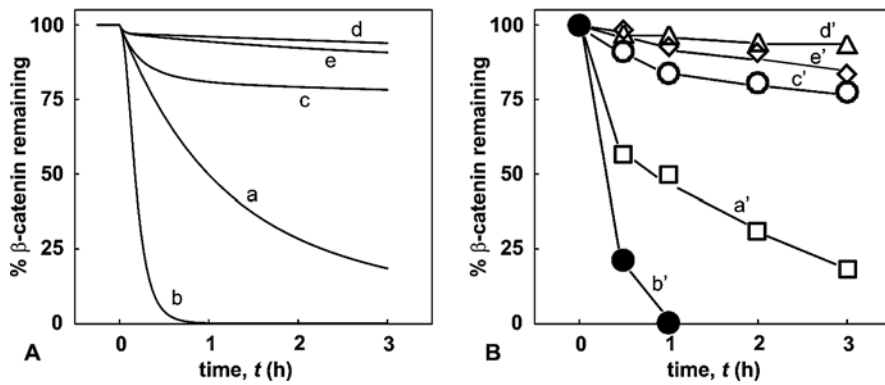 % β-catenin remaining
100
75
50
25
0
d
e
c
a
b
0 1 2 3
time, t (h)
A
% β-catenin remaining
100
75
50
25
0
d'
e'
c'
a'
b'
0 1 2 3
time, t (h)
B